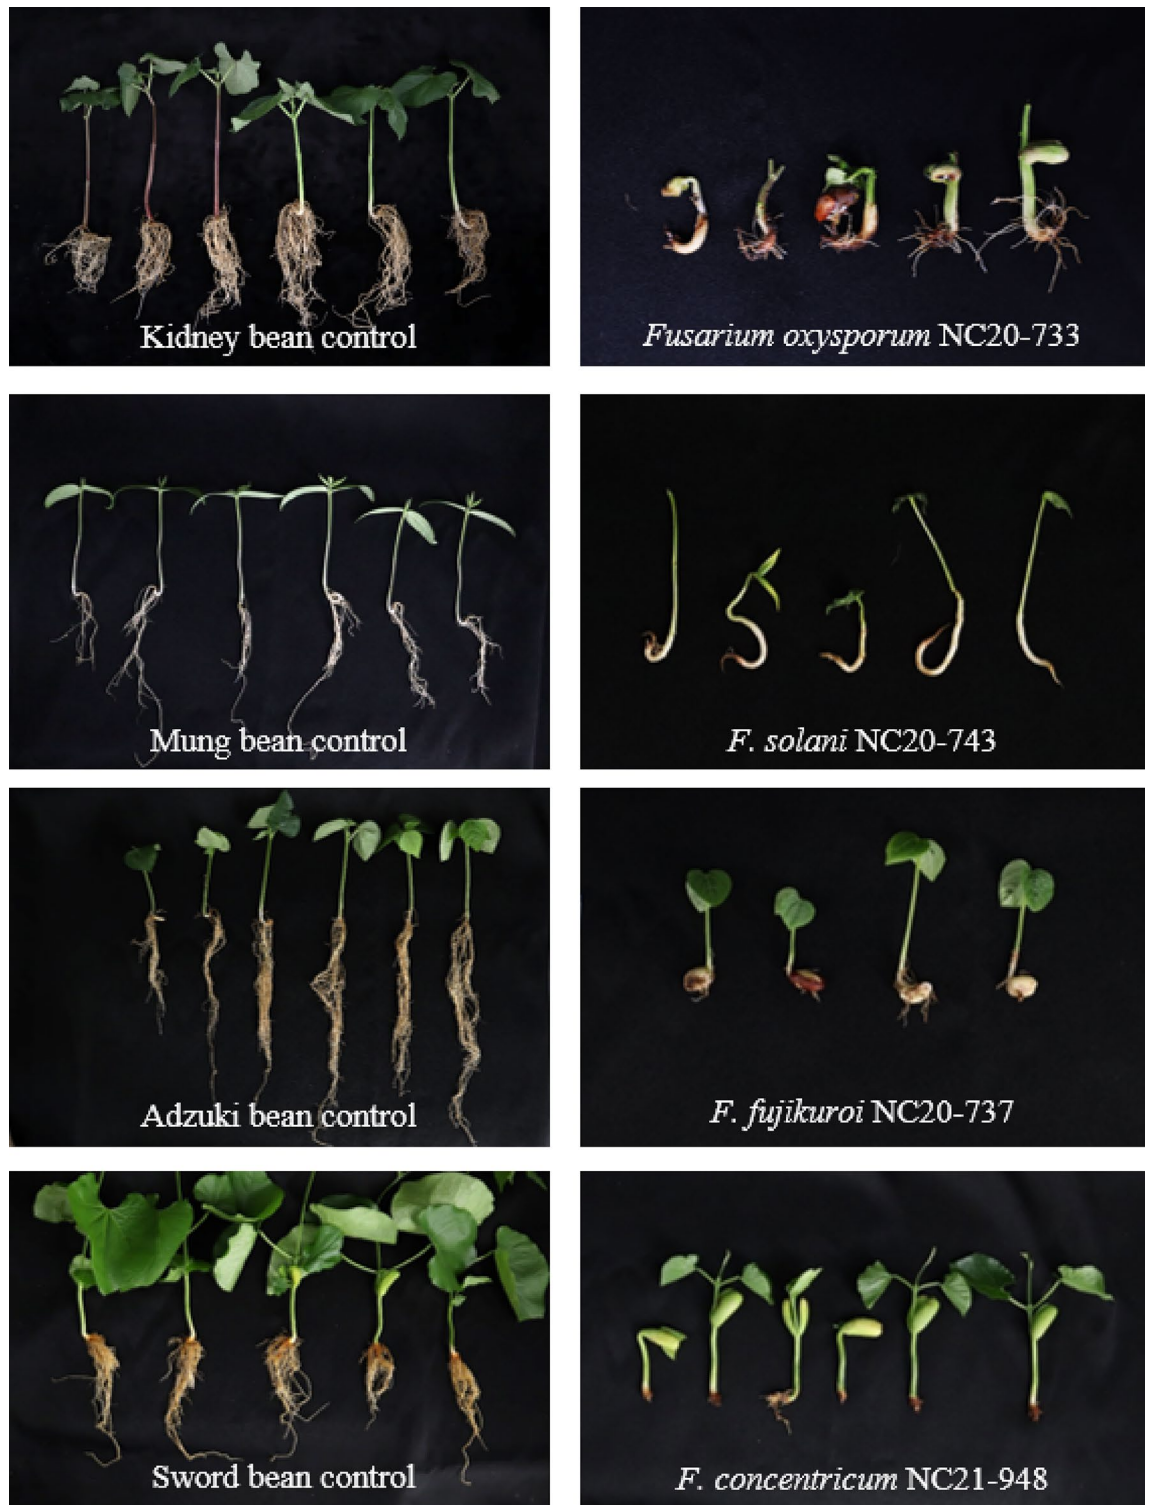 Kidney bean control
Fusarium oxysporum NC20-733
Mung bean control
F. solani NC20-743
Adzuki bean control
F. fujikuroi NC20-737
Sword bean control
F. concentricum NC21-948